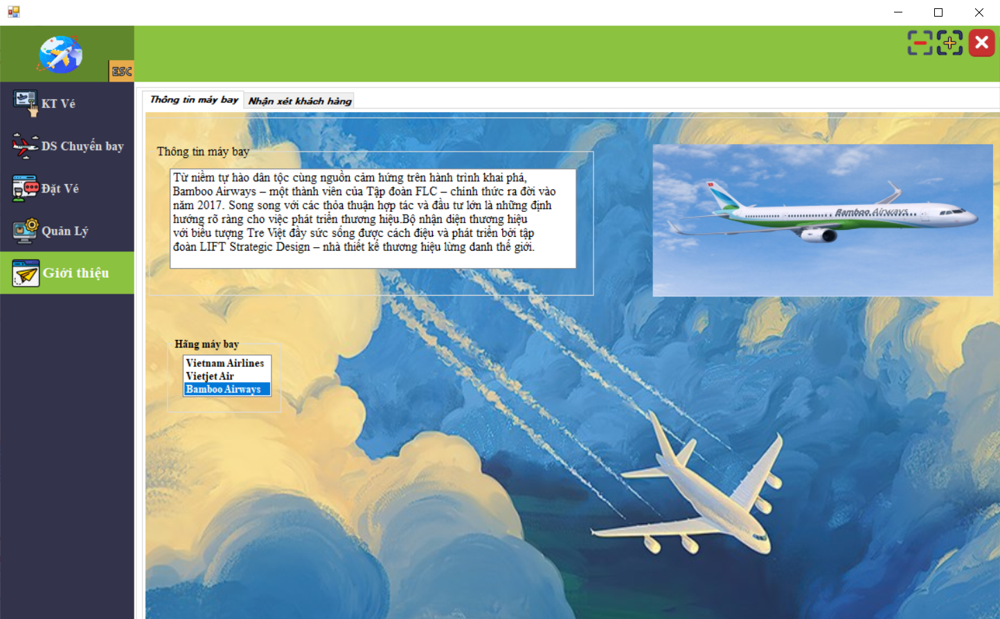 ESC
KT Vé
DS Chuyến bay
Đặt Vé
Quản Lý
Giới thiệu
Thông tin máy bay
Nhận xét khách hàng
Thông tin máy bay
Từ niềm tự hào dân tộc cùng nguồn cảm hứng trên hành trình khai phá,
Bamboo Airways – một thành viên của Tập đoàn FLC – chính thức ra đời vào
năm 2017. Song song với các thỏa thuận hợp tác và đầu tư lớn là những định
hướng rõ ràng cho việc phát triển thương hiệu.Bộ nhận diện thương hiệu
với biểu tượng Tre Việt đầy sức sống được cách điệu và phát triển bởi tập
đoàn LIFT Strategic Design – nhà thiết kế thương hiệu lừng danh thế giới.
Bamboo Airways
Hãng máy bay
Vietnam Airlines
Vietjet Air
Bamboo Airways